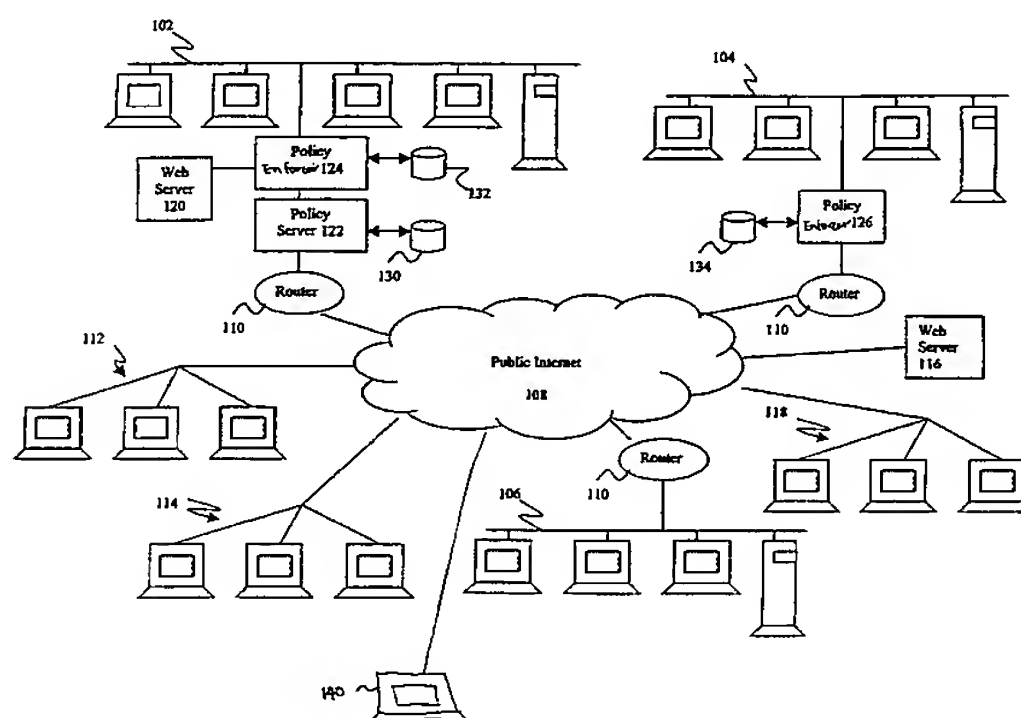 102
104
Policy
Enforcer 124
Web
Server
120
132
Policy
Server 122
130
Policy
Enforcer 126
134
Router
110
Router
110
112
Public Internet
108
Web
Server
116
118
Router
110
114
106
140